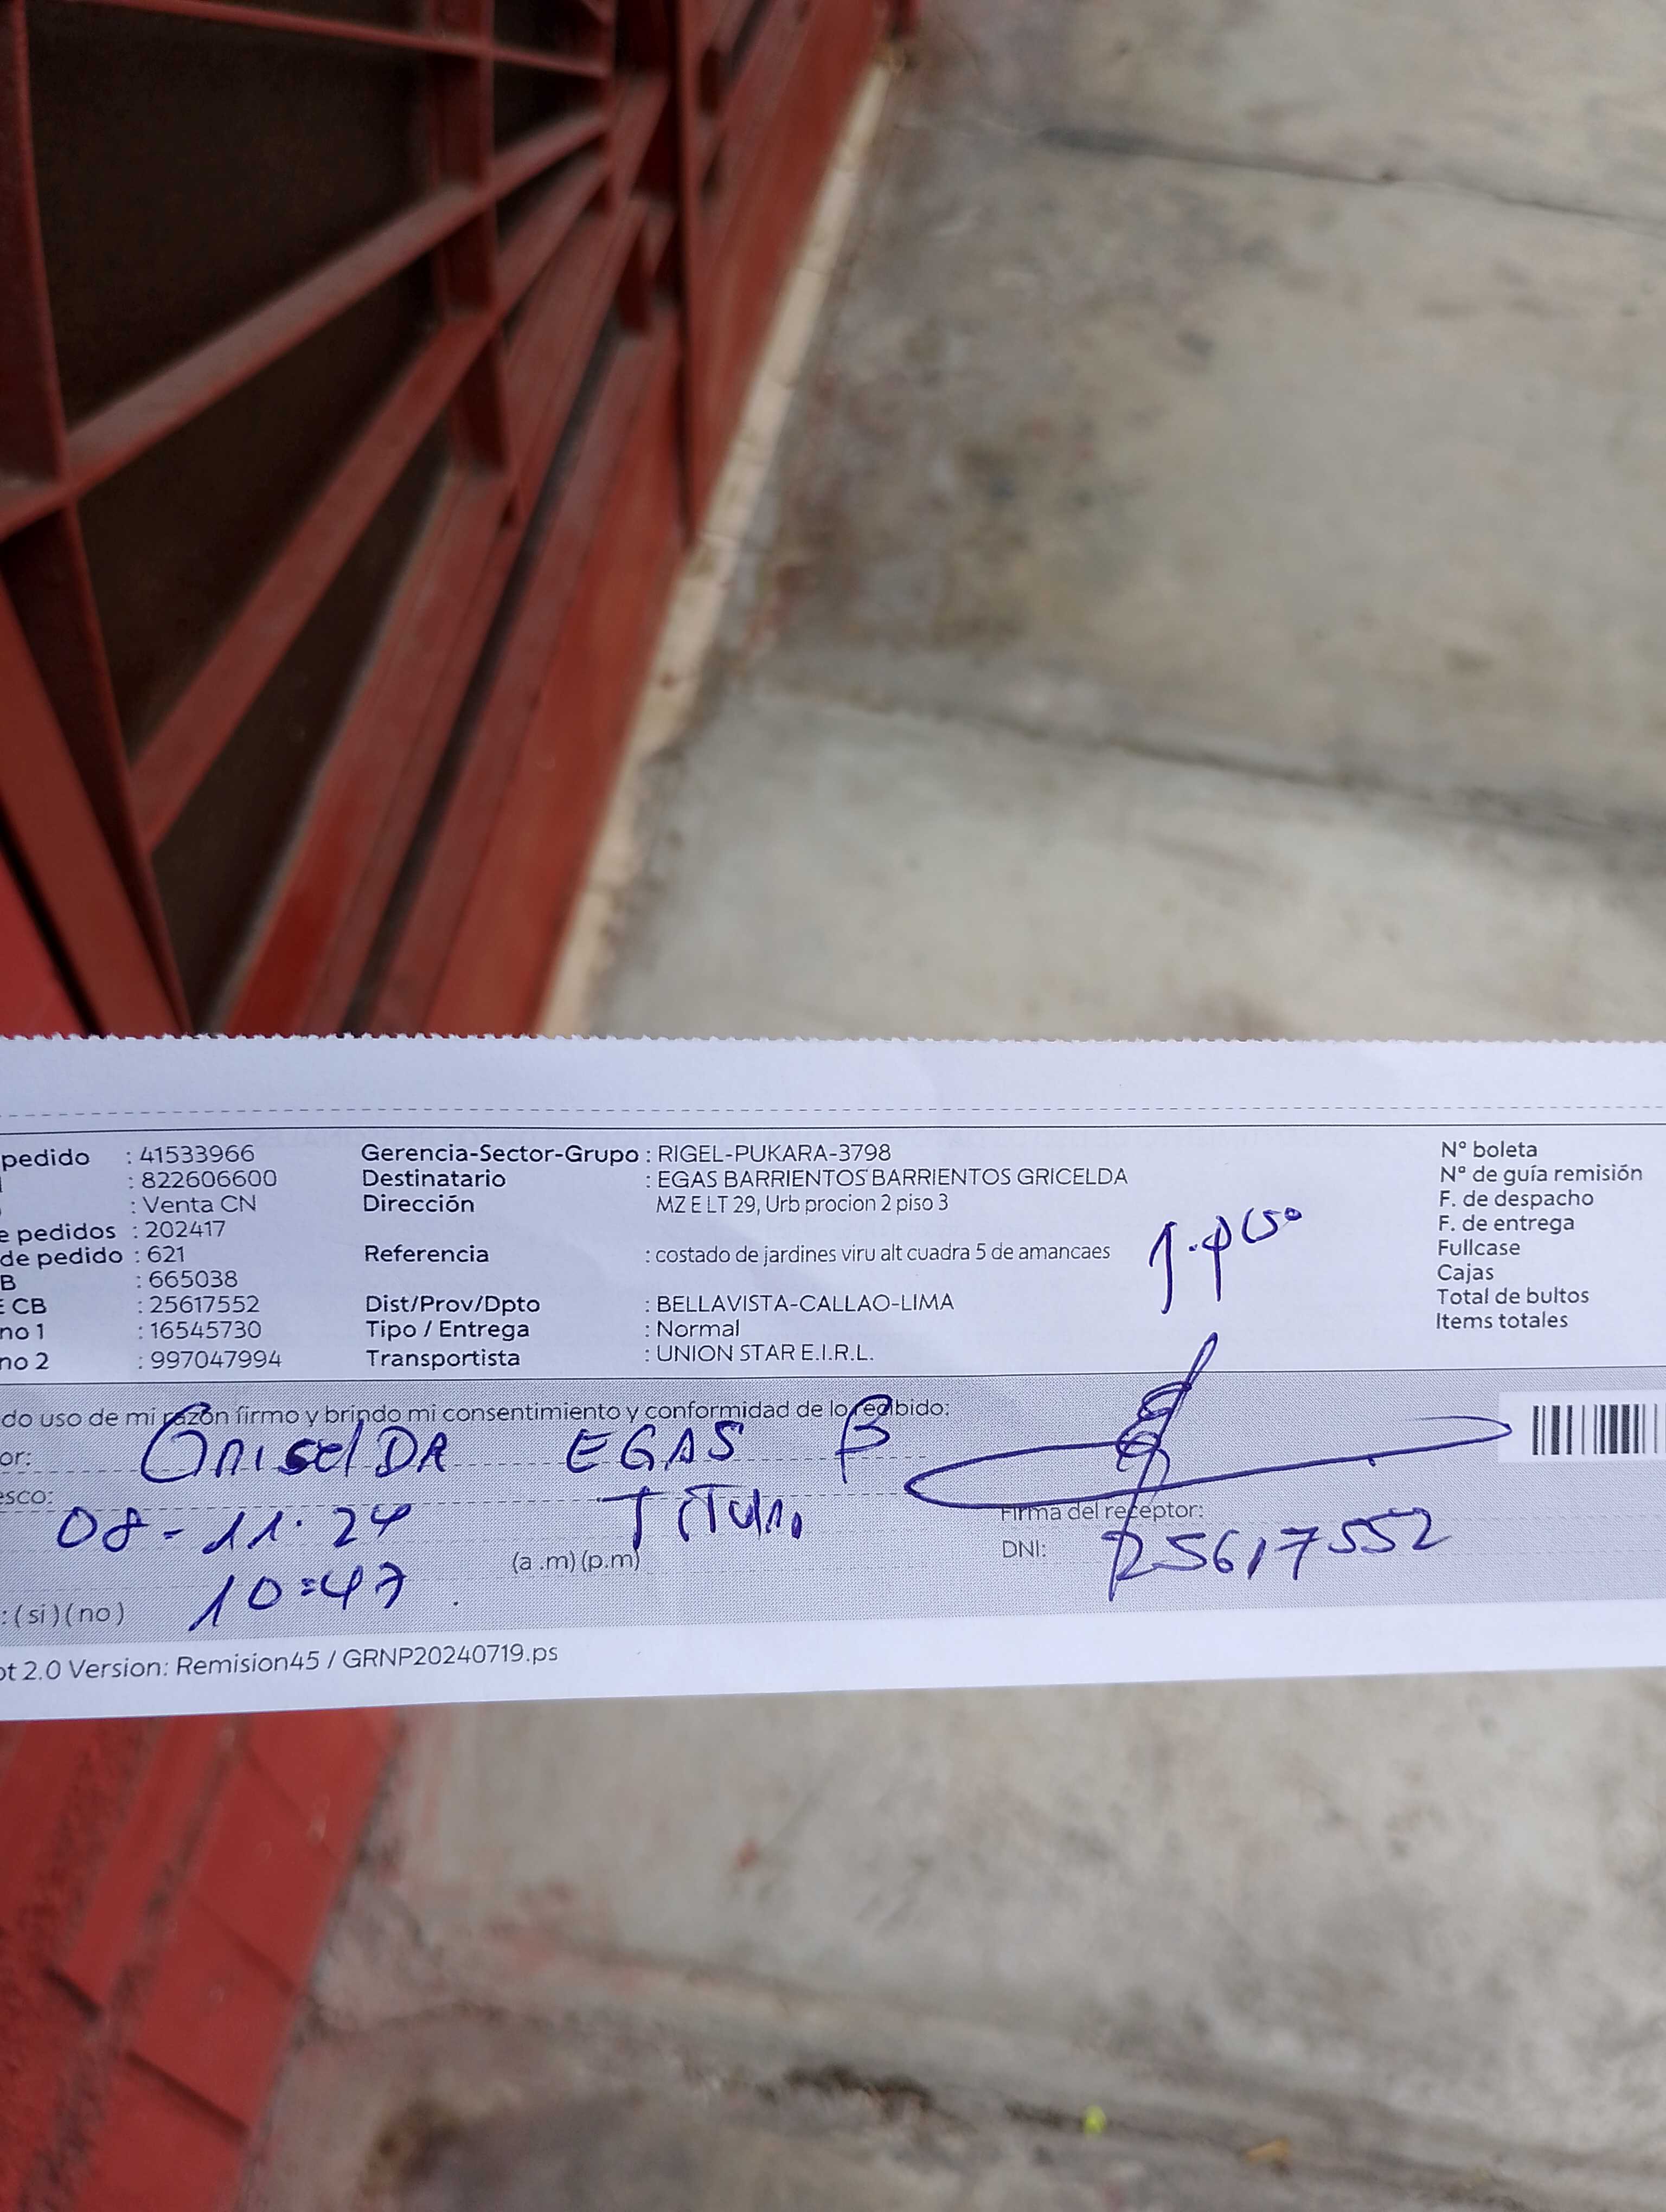 pedido : 41533966 Gerencia-Sector-Grupo : RIGEL-PUKARA-3798 N° boleta
: 822606600 Destinatario : EGAS BARRIENTOS BARRIENTOS GRICELDA N° de guía remisión
: Venta CN Dirección MZ E LT 29, Urb procion 2 piso 3 F. de despacho
e pedidos : 202417 F. de entrega
de pedido : 621 Referencia : costado de jardines viru alt cuadra 5 de amancaes Fullcase
B : 665038 Cajas
E CB : 25617552 Dist/Prov/Dpto : BELLAVISTA-CALLAO-LIMA Total de bultos
no 1 : 16545730 Tipo / Entrega : Normal Items totales
no 2 : 997047994 Transportista : UNION STAR E.I.R.L.
do uso de mi razón firmo y brindo mi consentimiento y conformidad de lo recibido:
or: GriselDA EGAS B
esco: Titular
08-11.24 Firma del receptor:
10:47 (a .m) (p.m) DNI: 25617552
: (si) (no)
ot 2.0 Version: Remision45 / GRNP20240719.ps